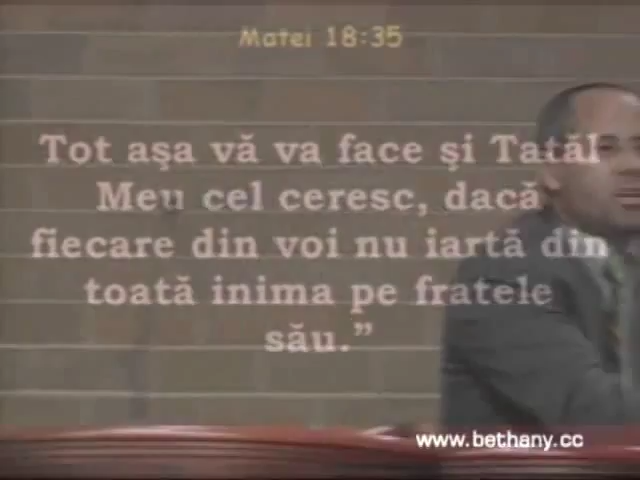 Matei 18:35
Tot aşa vă va face şi Tatăl
Meu cel ceresc, dacă
fiecare din voi nu iartă din
toată inima pe fratele
său.”
www.bethany.cc